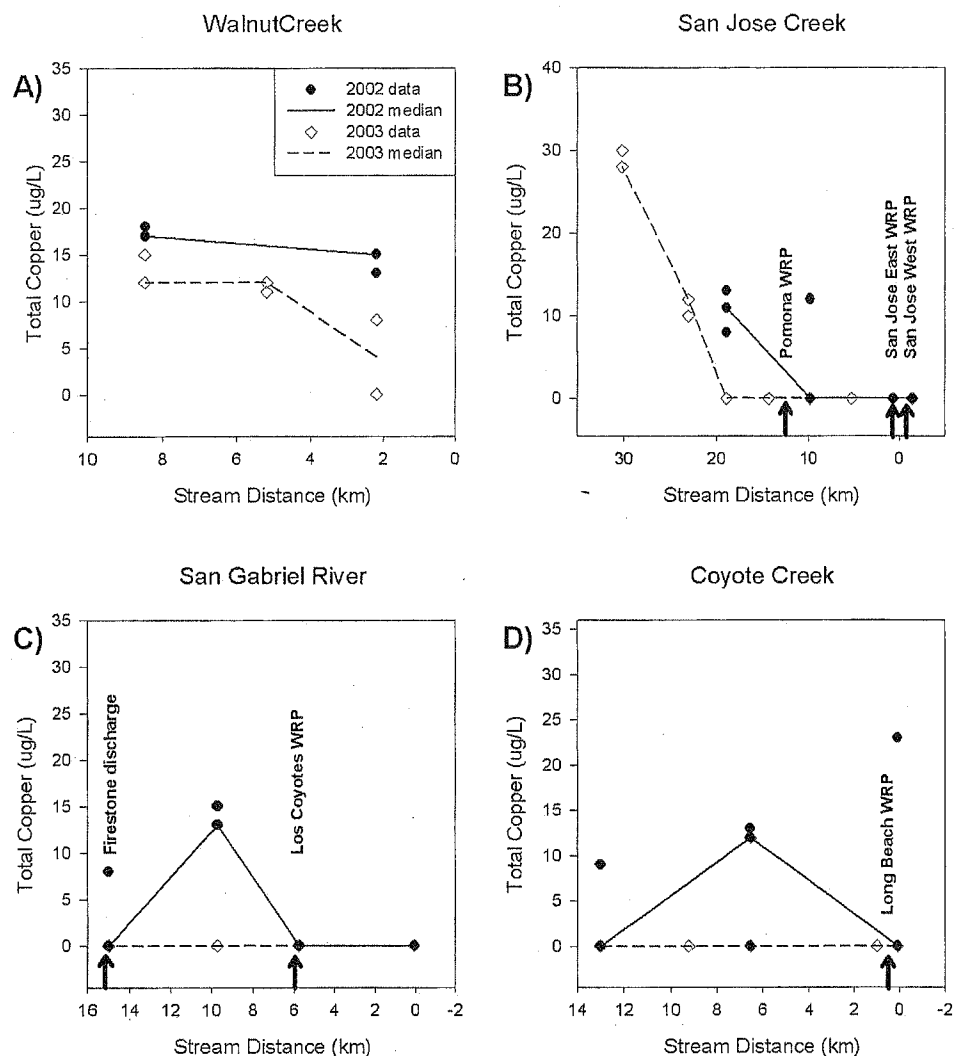 WalnutCreek
A)
35
30
25
20
15
10
5
0
Total Copper (ug/L)
2002 data
2002 median
2003 data
2003 median
10 8 6 4 2 0
Stream Distance (km)
San Jose Creek
B)
40
30
20
10
0
Total Copper (ug/L)
Pomona WRP
San Jose East WRP
San Jose West WRP
30 20 10 0
Stream Distance (km)
San Gabriel River
C)
35
30
25
20
15
10
5
0
Total Copper (ug/L)
Firestone discharge
Los Coyotes WRP
16 14 12 10 8 6 4 2 0 -2
Stream Distance (km)
Coyote Creek
D)
35
30
25
20
15
10
5
0
Total Copper (ug/L)
Long Beach WRP
14 12 10 8 6 4 2 0 -2
Stream Distance (km)